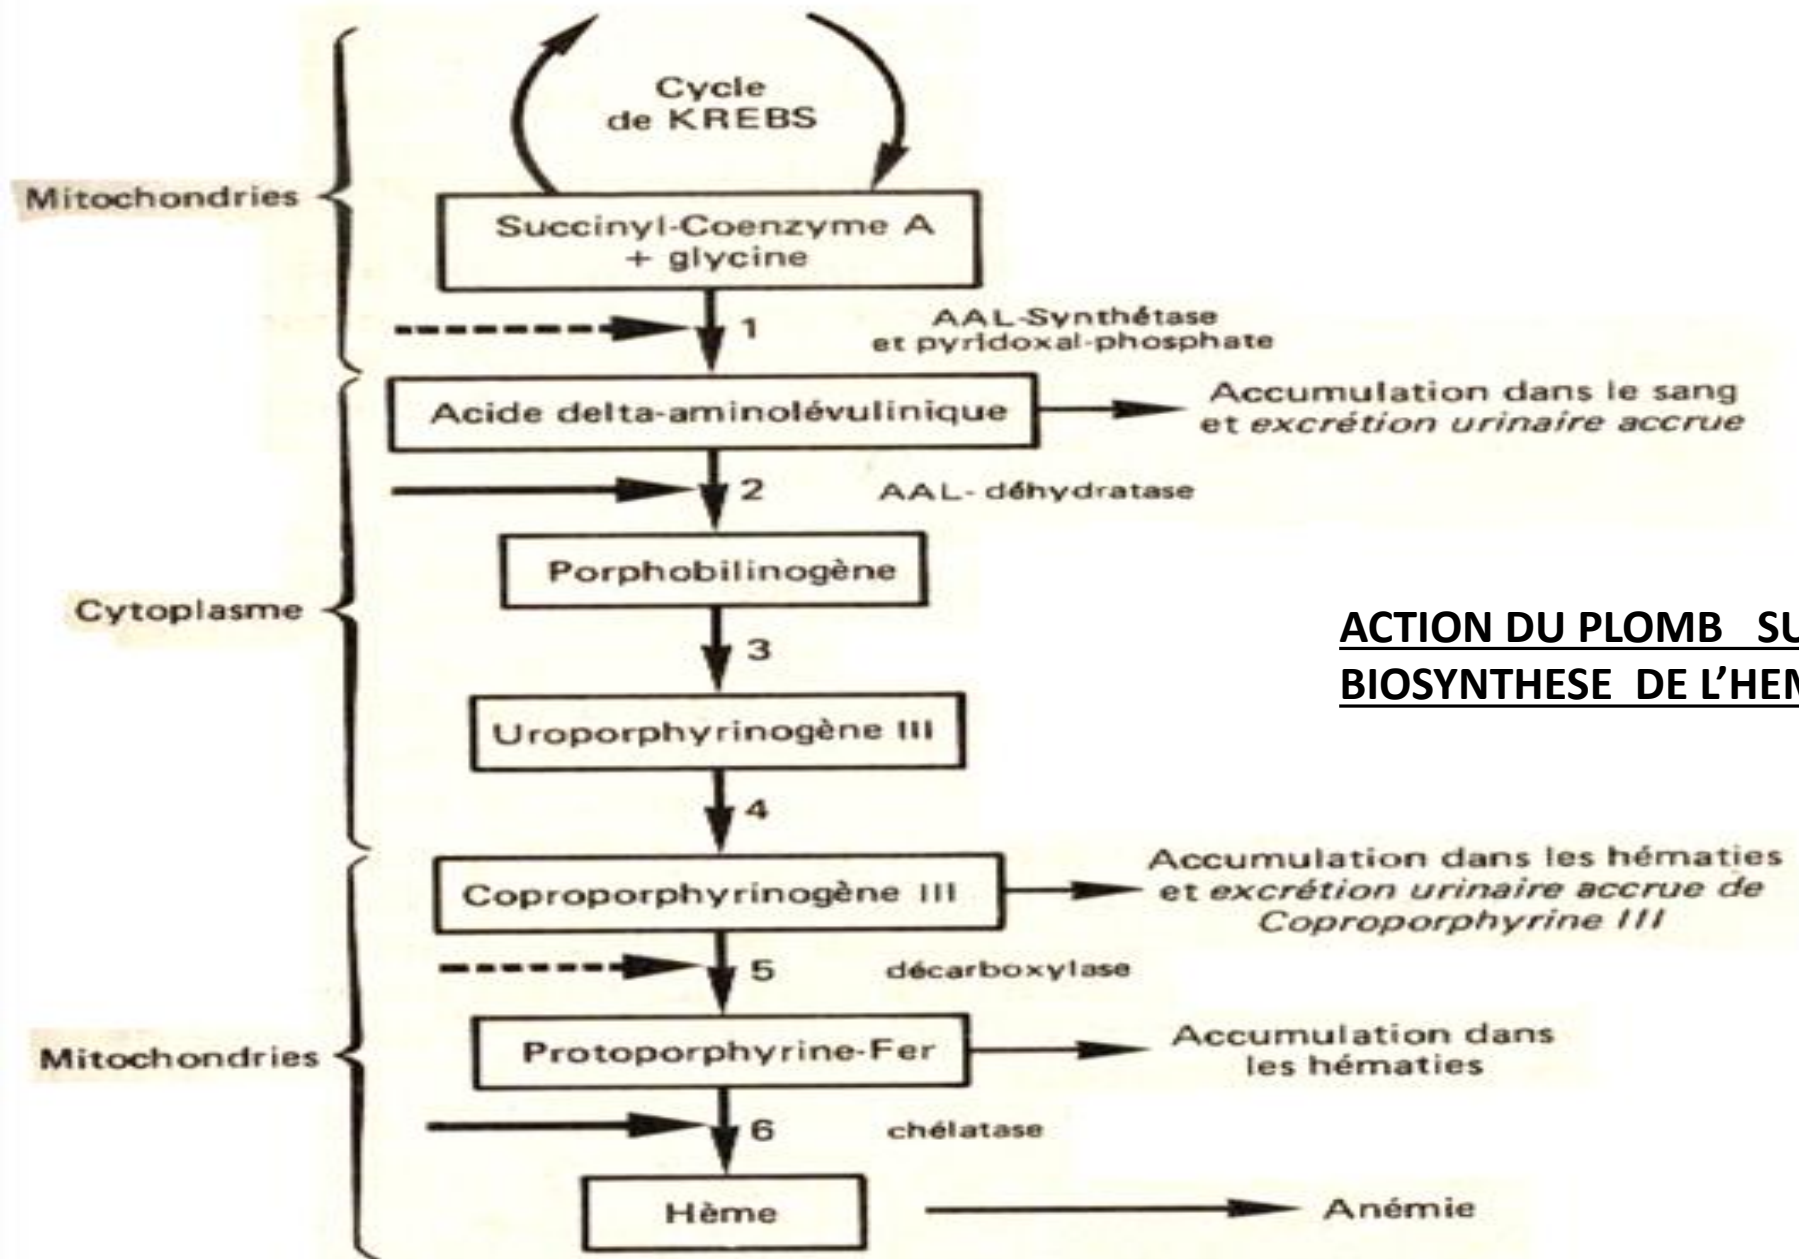 Cycle
de KREBS
Mitochondries
Succinyl-Coenzyme A
+ glycine
1
AAL-Synthétase
et pyridoxal-phosphate
Acide delta-aminolévulinique
Accumulation dans le sang
et excrétion urinaire accrue
2
AAL- déhydratase
Porphobilinogène
Cytoplasme
3
ACTION DU PLOMB
BIOSYNTHESE DE
Uroporphyrinogène III
4
Coproporphyrinogène III
Accumulation dans les hématies
et excrétion urinaire accrue de
Coproporphyrine III
5
décarboxylase
Mitochondries
Protoporphyrine-Fer
Accumulation dans
les hématies
6
chélatase
Hème
Anémie